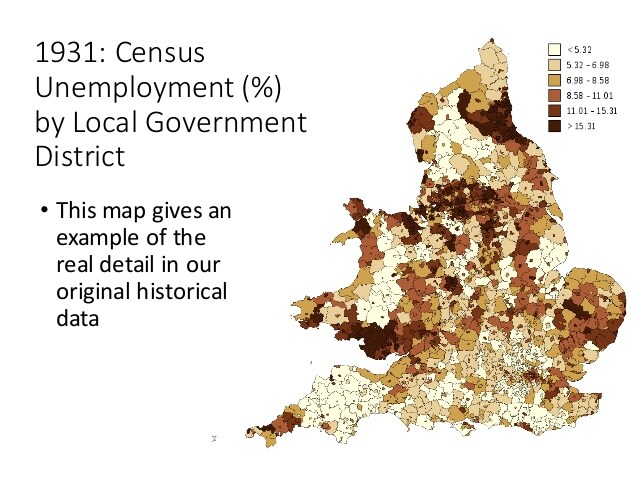 1931: Census
Unemployment (%)
by Local Government
District
• This map gives an
example of the
real detail in our
original historical
data
< 5.32
5.32 - 6.98
6.98 - 8.58
8.58 - 11.01
11.01 - 15.31
> 15.31